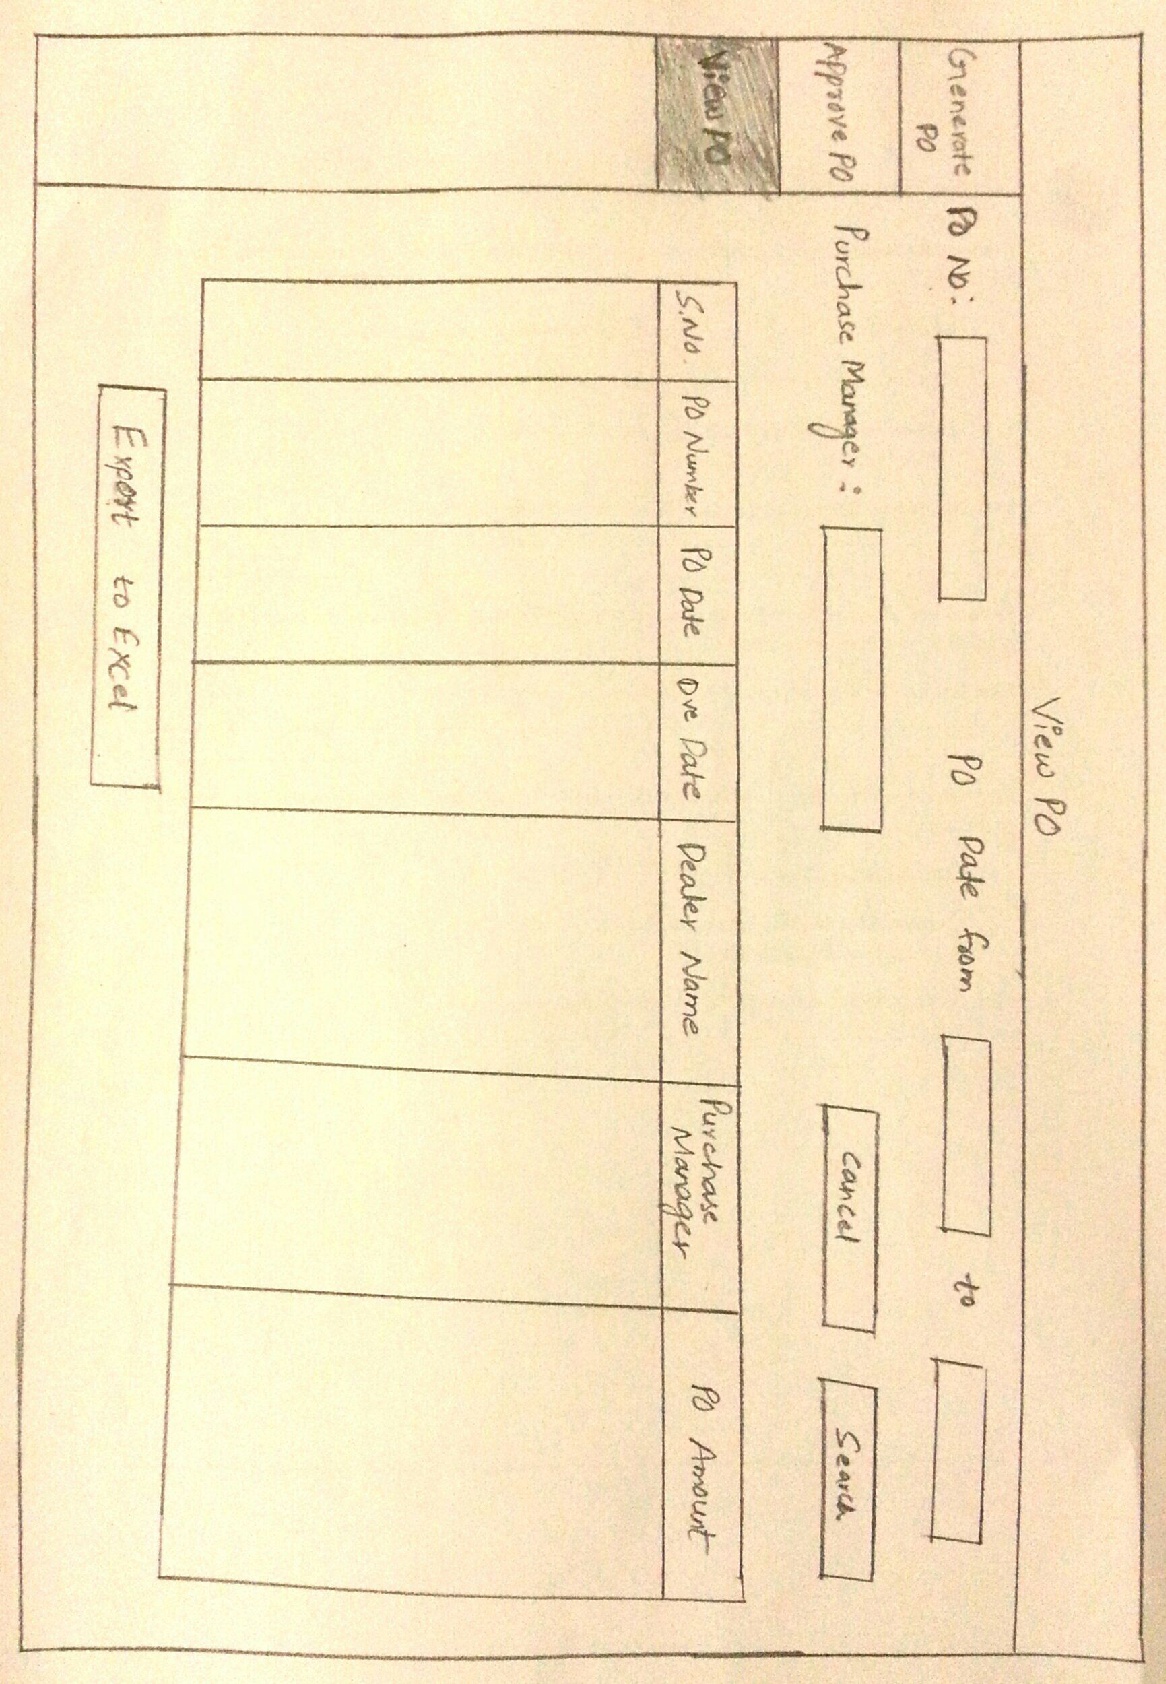 View PO
Generate
PO
Approve PO
View PO
PO No:
PO Date from
to
Purchase Manager:
Cancel
Search
S.No.
PO Number
PO Date
Due Date
Dealer Name
Purchase
Manager
PO Amount
Export to Excel